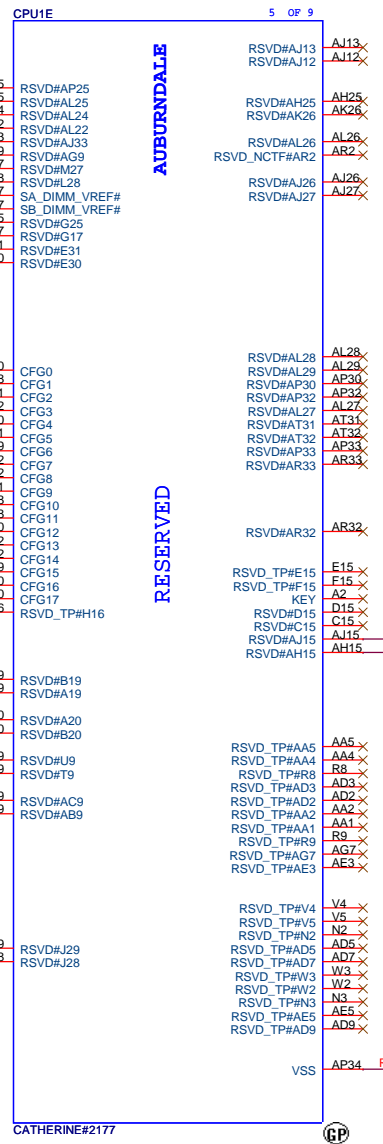 CPU1E 5 OF 9
AUBURNDALE
RESERVED
RSVD#AP25
RSVD#AL25
RSVD#AL24
RSVD#AL22
RSVD#AJ33
RSVD#AG9
RSVD#M27
RSVD#L28
SA_DIMM_VREF#
SB_DIMM_VREF#
RSVD#G25
RSVD#G17
RSVD#E31
RSVD#E30
CFG0
CFG1
CFG2
CFG3
CFG4
CFG5
CFG6
CFG7
CFG8
CFG9
CFG10
CFG11
CFG12
CFG13
CFG14
CFG15
CFG16
CFG17
RSVD_TP#H16
RSVD#B19
RSVD#A19
RSVD#A20
RSVD#B20
RSVD#U9
RSVD#T9
RSVD#AC9
RSVD#AB9
RSVD#J29
RSVD#J28
RSVD#AJ13 AJ13
RSVD#AJ12 AJ12
RSVD#AH25 AH25
RSVD#AK26 AK26
RSVD#AL26 AL26
RSVD_NCTF#AR2 AR2
RSVD#AJ26 AJ26
RSVD#AJ27 AJ27
RSVD#AL28 AL28
RSVD#AL29 AL29
RSVD#AP30 AP30
RSVD#AP32 AP32
RSVD#AL27 AL27
RSVD#AT31 AT31
RSVD#AT32 AT32
RSVD#AP33 AP33
RSVD#AR33 AR33
RSVD#AR32 AR32
RSVD_TP#E15 E15
RSVD_TP#F15 F15
KEY A2
RSVD#D15 D15
RSVD#C15 C15
RSVD#AJ15 AJ15
RSVD#AH15 AH15
RSVD_TP#AA5 AA5
RSVD_TP#AA4 AA4
RSVD_TP#R8 R8
RSVD_TP#AD3 AD3
RSVD_TP#AD2 AD2
RSVD_TP#AA2 AA2
RSVD_TP#AA1 AA1
RSVD_TP#R9 R9
RSVD_TP#AG7 AG7
RSVD_TP#AE3 AE3
RSVD_TP#V4 V4
RSVD_TP#V5 V5
RSVD_TP#N2 N2
RSVD_TP#AD5 AD5
RSVD_TP#AD7 AD7
RSVD_TP#W3 W3
RSVD_TP#W2 W2
RSVD_TP#N3 N3
RSVD_TP#AE5 AE5
RSVD_TP#AD9 AD9
VSS AP34
CATHERINE#2177 GP